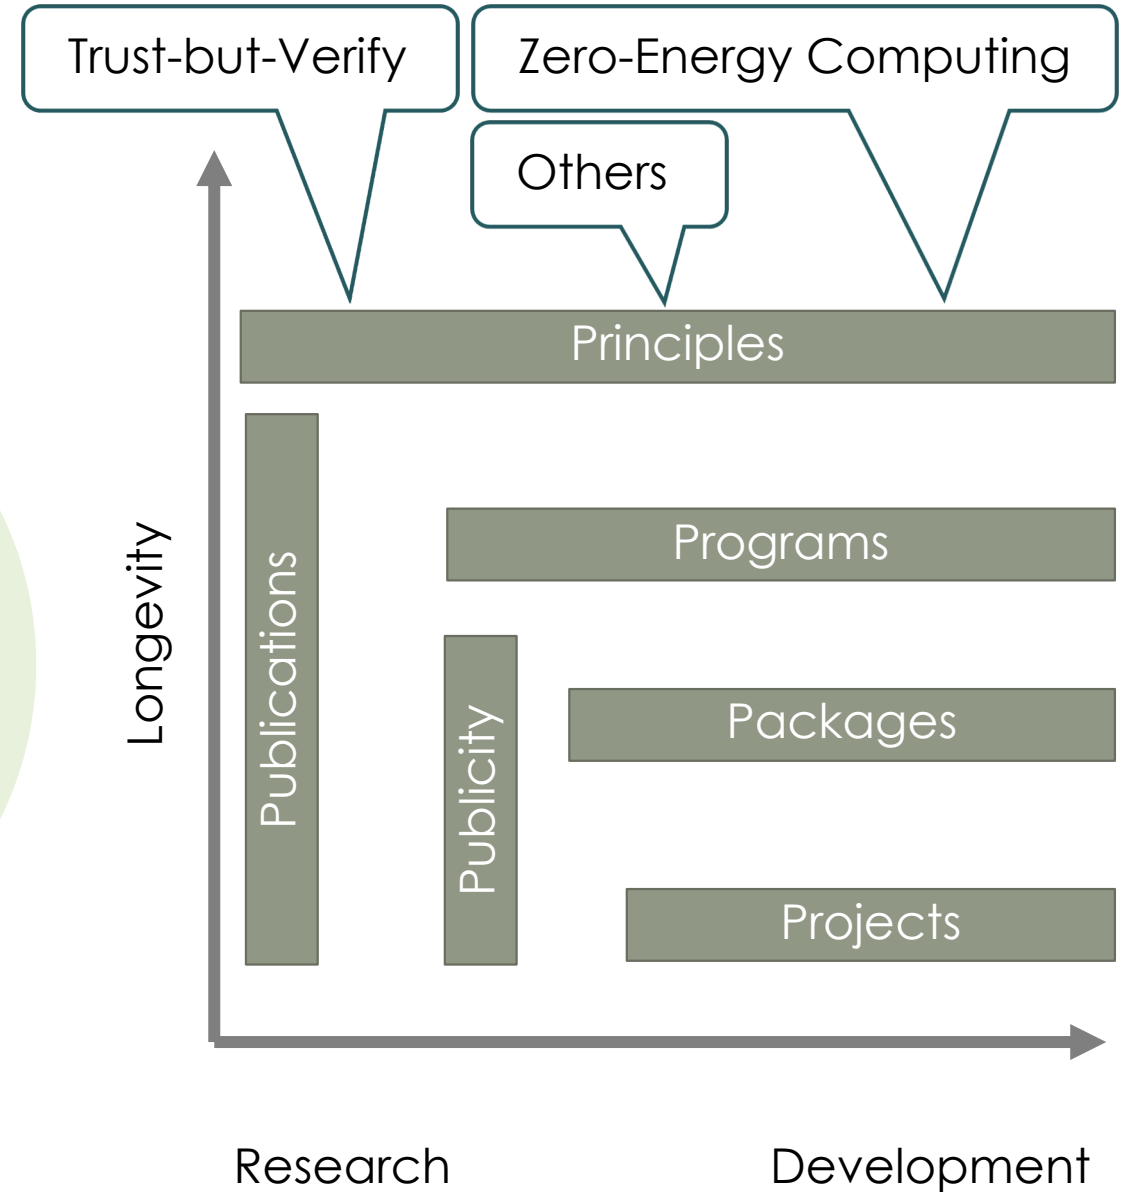 Trust-but-Verify
Zero-Energy Computing
Others
Principles
Longevity
Publications
Programs
Publicity
Packages
Projects
Research
Development